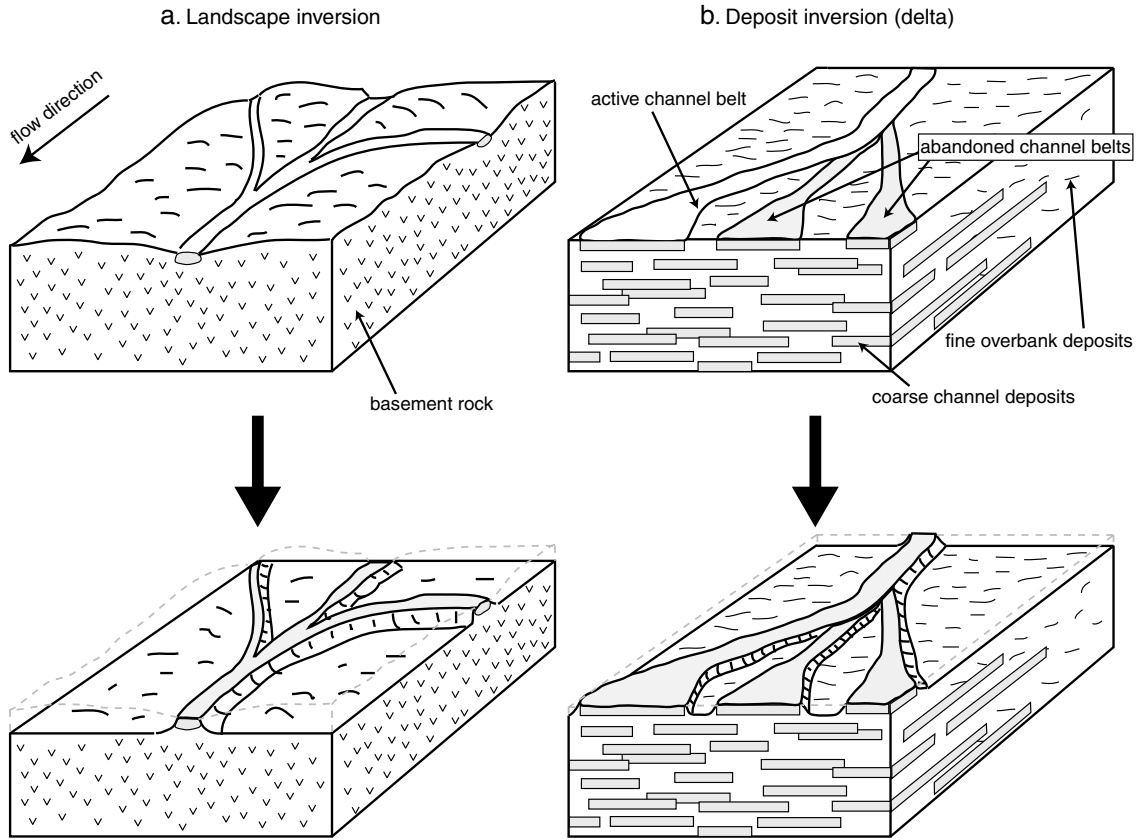 a. Landscape inversion
b. Deposit inversion (delta)
flow direction
active channel belt
abandoned channel belts
basement rock
fine overbank deposits
coarse channel deposits